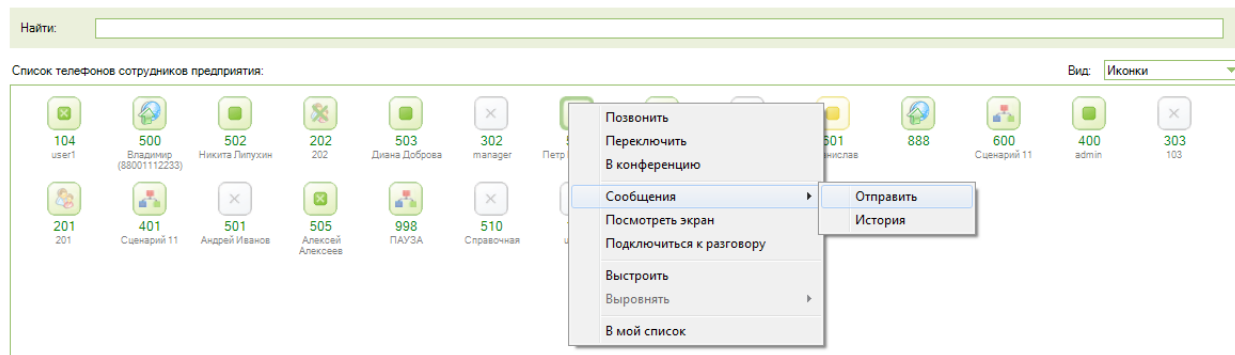 Найти:
Список телефонов сотрудников предприятия:
Вид: Иконки
104
user1
500
Владимир
(88001112233)
502
Никита Липухин
202
202
503
Диана Доброва
302
manager
Петр
888
600
Сценарий 11
400
admin
303
103
201
201
401
Сценарий 11
501
Андрей Иванов
505
Алексей
Алексеев
998
ПАУЗА
510
Справочная
Позвонить
Переключить
В конференцию
Сообщения
Посмотреть экран
Подключиться к разговору
Выстроить
Выровнять
В мой список
Отправить
История